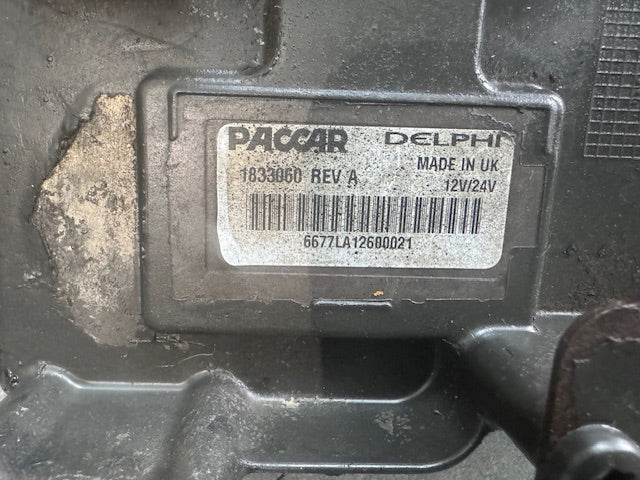 PACCAR DELPHI
1833060 REV A MADE IN UK
12V/24V
6677LA12600021